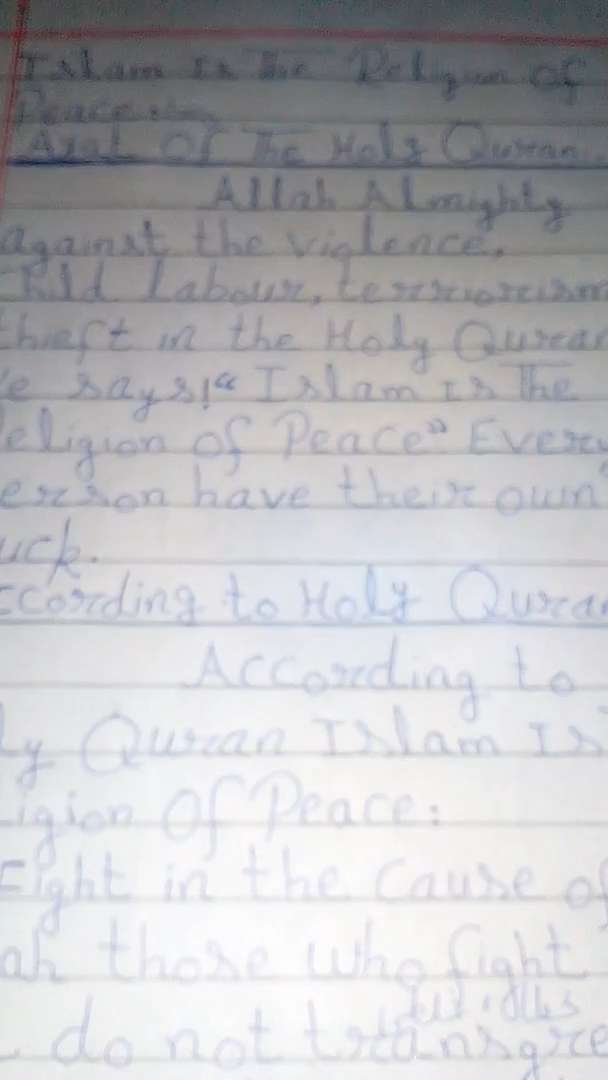 Islam is the Religion of
Peace
Ayat Of The Holy Quran
Allah Almighty
against the violence,
child Labour, terriorism
theft in the Holy Quran
He says!“ Islam is The
Religion of Peace” Every
Person have their own
luck.
According to Holy Quran
According to
Holy Quran Islam Is
Religion Of Peace:
Fight in the cause of
Allah those who fight
do not transgre